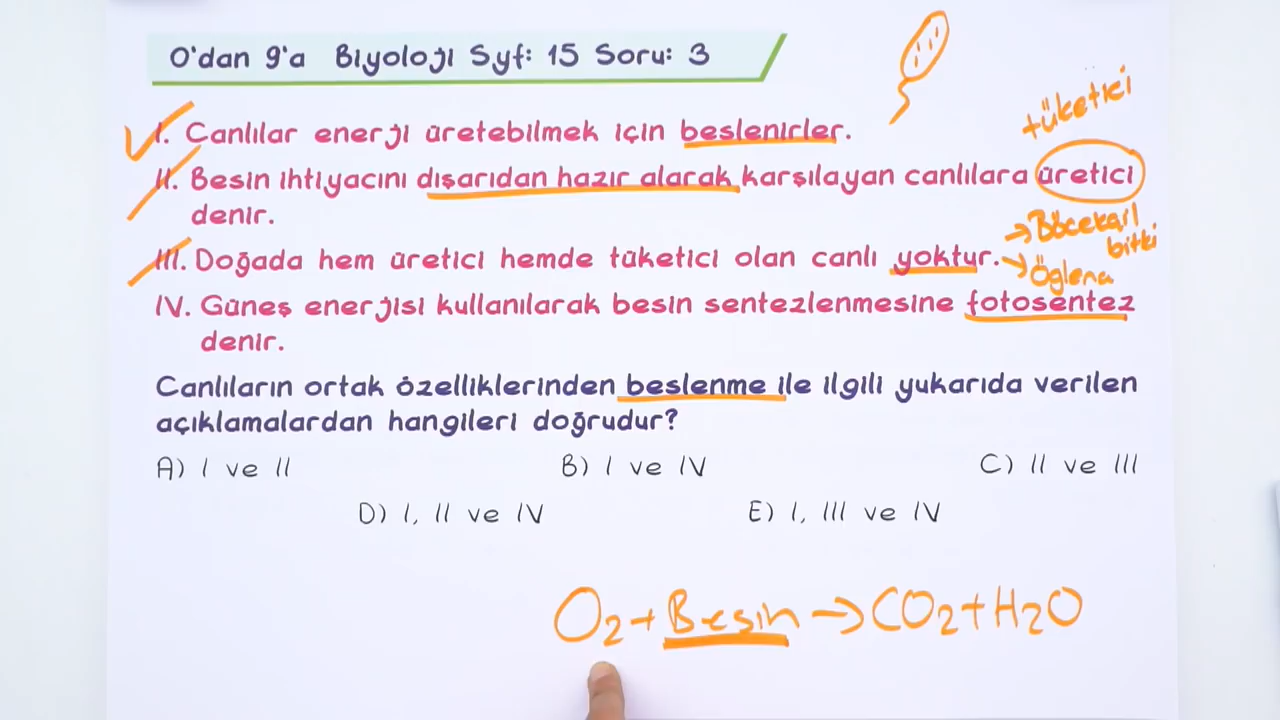 0'dan 9'a Biyoloji Syf: 15 Soru: 3
I. Canlılar enerji üretebilmek için beslenirler.
tüketici
II. Besin ihtiyacını dışarıdan hazır alarak karşılayan canlılara üretici
denir.
→ Böcekçil
bitki
III. Doğada hem üretici hemde tüketici olan canlı yoktur.
→ Öglena
IV. Güneş enerjisi kullanılarak besin sentezlenmesine fotosentez
denir.
Canlıların ortak özelliklerinden beslenme ile ilgili yukarıda verilen
açıklamalardan hangileri doğrudur?
A) I ve II B) I ve IV C) II ve III
D) I, II ve IV E) I, III ve IV
O2 + Besin → CO2 + H2O